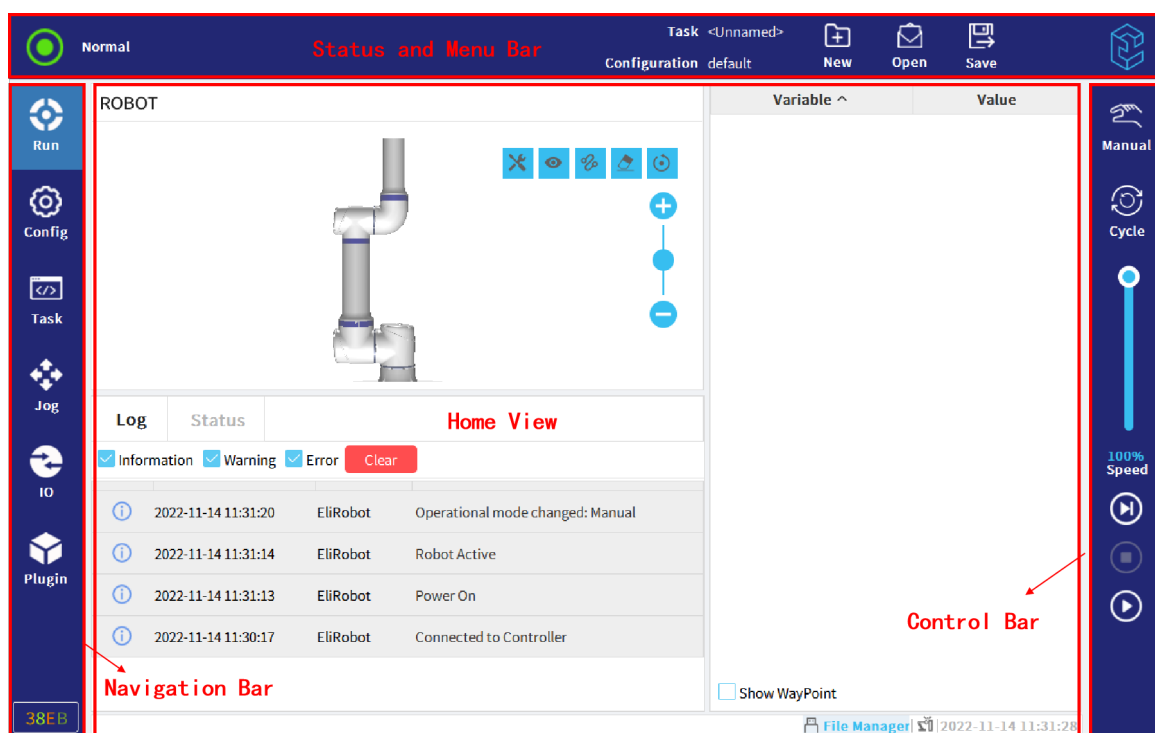 Normal
Status and Menu Bar
Task <Unnamed>
Configuration default
New
Open
Save
Run
Config
Task
Jog
IO
Plugin
38EB
ROBOT
Log
Status
Home View
Information
Warning
Error
Clear
2022-11-14 11:31:20 EliRobot Operational mode changed: Manual
2022-11-14 11:31:14 EliRobot Robot Active
2022-11-14 11:31:13 EliRobot Power On
2022-11-14 11:30:17 EliRobot Connected to Controller
Navigation Bar
Variable Value
Control Bar
Show WayPoint
File Manager
2022-11-14 11:31:28
Manual
Cycle
100%
Speed